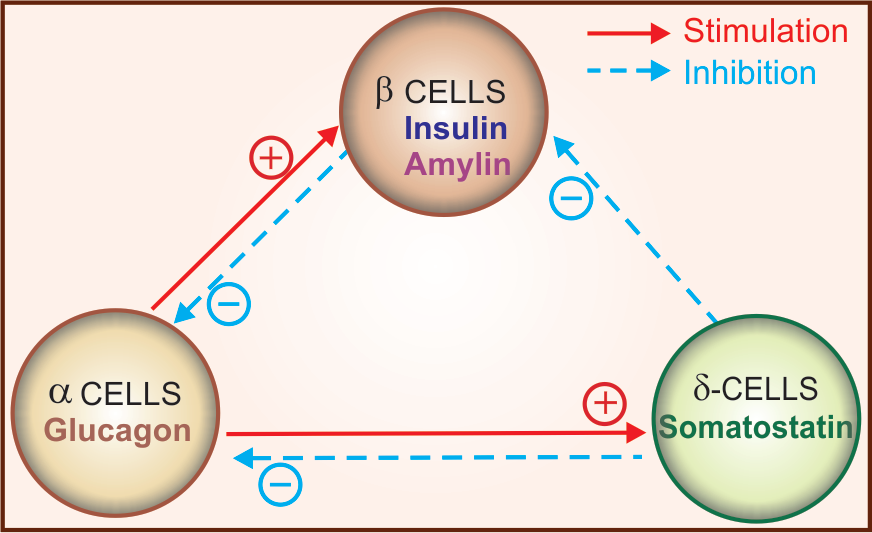 Stimulation
Inhibition
β CELLS
Insulin
Amylin
+
−
−
α CELLS
Glucagon
+
−
δ-CELLS
Somatostatin